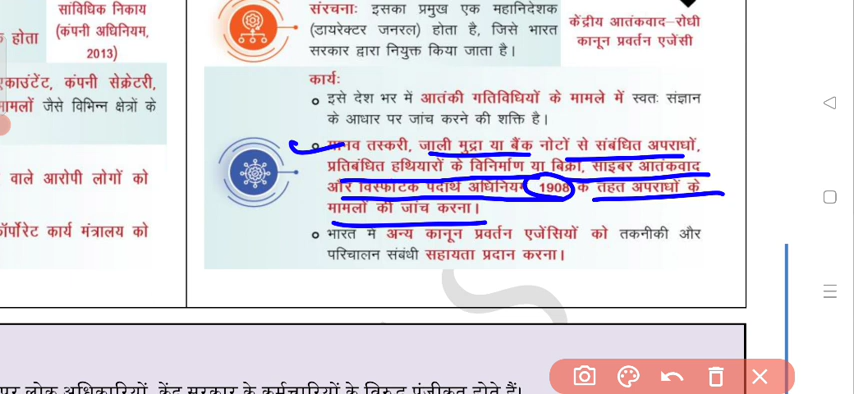 सांविधिक निकाय
(कंपनी अधिनियम,
2013)
होता
एकाउंटेंट, कंपनी सेक्रेटरी,
मामलों जैसे विभिन्न क्षेत्रों के
वाले आरोपी लोगों को
कॉर्पोरेट कार्य मंत्रालय को
संरचनाः इसका प्रमुख एक महानिदेशक
(डायरेक्टर जनरल) होता है, जिसे भारत
सरकार द्वारा नियुक्त किया जाता है।
केंद्रीय आतंकवाद-रोधी
कानून प्रवर्तन एजेंसी
कार्यः
इसे देश भर में आतंकी गतिविधियों के मामले में स्वतः संज्ञान
के आधार पर जांच करने की शक्ति है।
मानव तस्करी, जाली मुद्रा या बैंक नोटों से संबंधित अपराधों,
प्रतिबंधित हथियारों के विनिर्माण या बिक्री, साइबर आतंकवाद
और विस्फोटक पदार्थ अधिनियम 1908 के तहत अपराधों के
मामलों की जांच करना।
भारत में अन्य कानून प्रवर्तन एजेंसियों को तकनीकी और
परिचालन संबंधी सहायता प्रदान करना।
पर लोक अधिकारियों, केंद्र सरकार के कर्मचारियों के विरुद्ध पंजीकृत होते हैं।